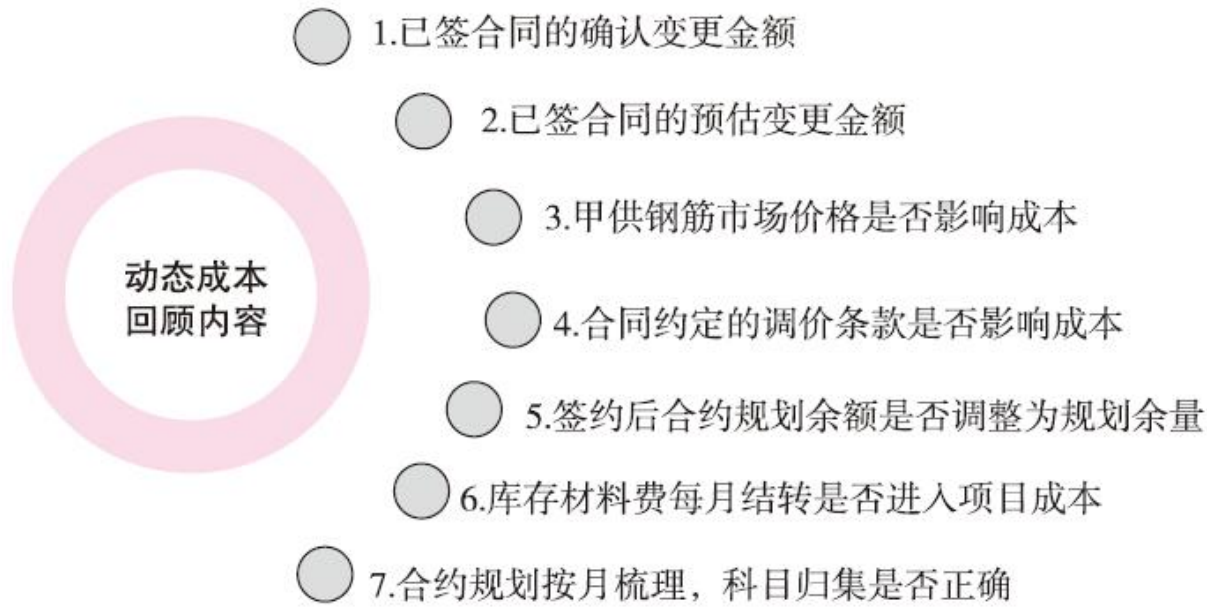 1.已签合同的确认变更金额
2.已签合同的预估变更金额
3.甲供钢筋市场价格是否影响成本
动态成本
回顾内容
4.合同约定的调价条款是否影响成本
5.签约后合约规划余额是否调整为规划余量
6.库存材料费每月结转是否进入项目成本
7.合约规划按月梳理，科目归集是否正确